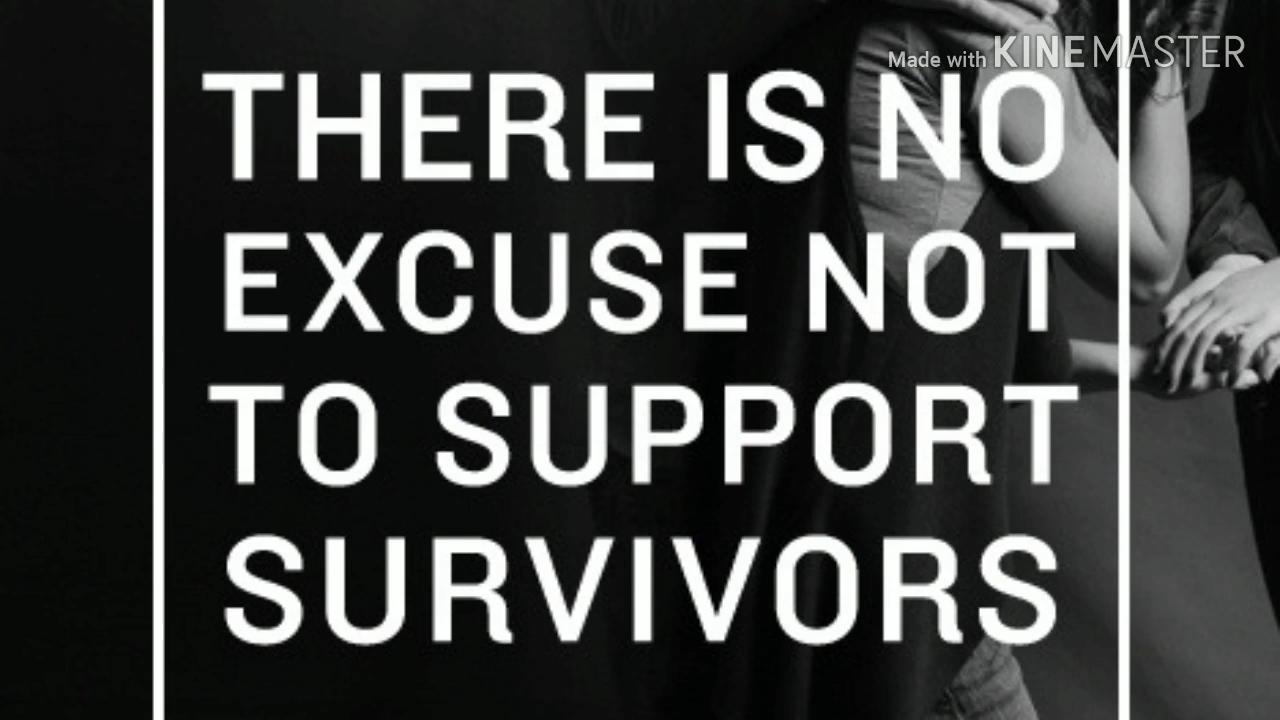 Made with KINEMASTER
THERE IS NO
EXCUSE NOT
TO SUPPORT
SURVIVORS